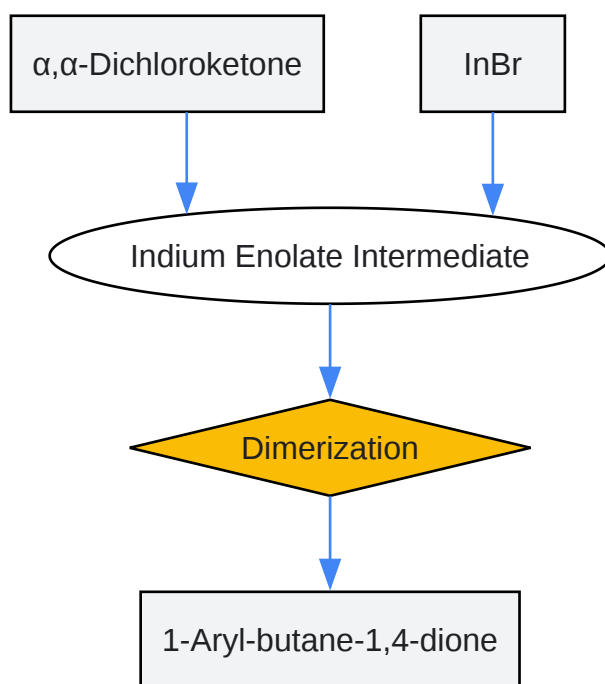 α,α-Dichloroketone
InBr
Indium Enolate Intermediate
Dimerization
1-Aryl-butane-1,4-dione